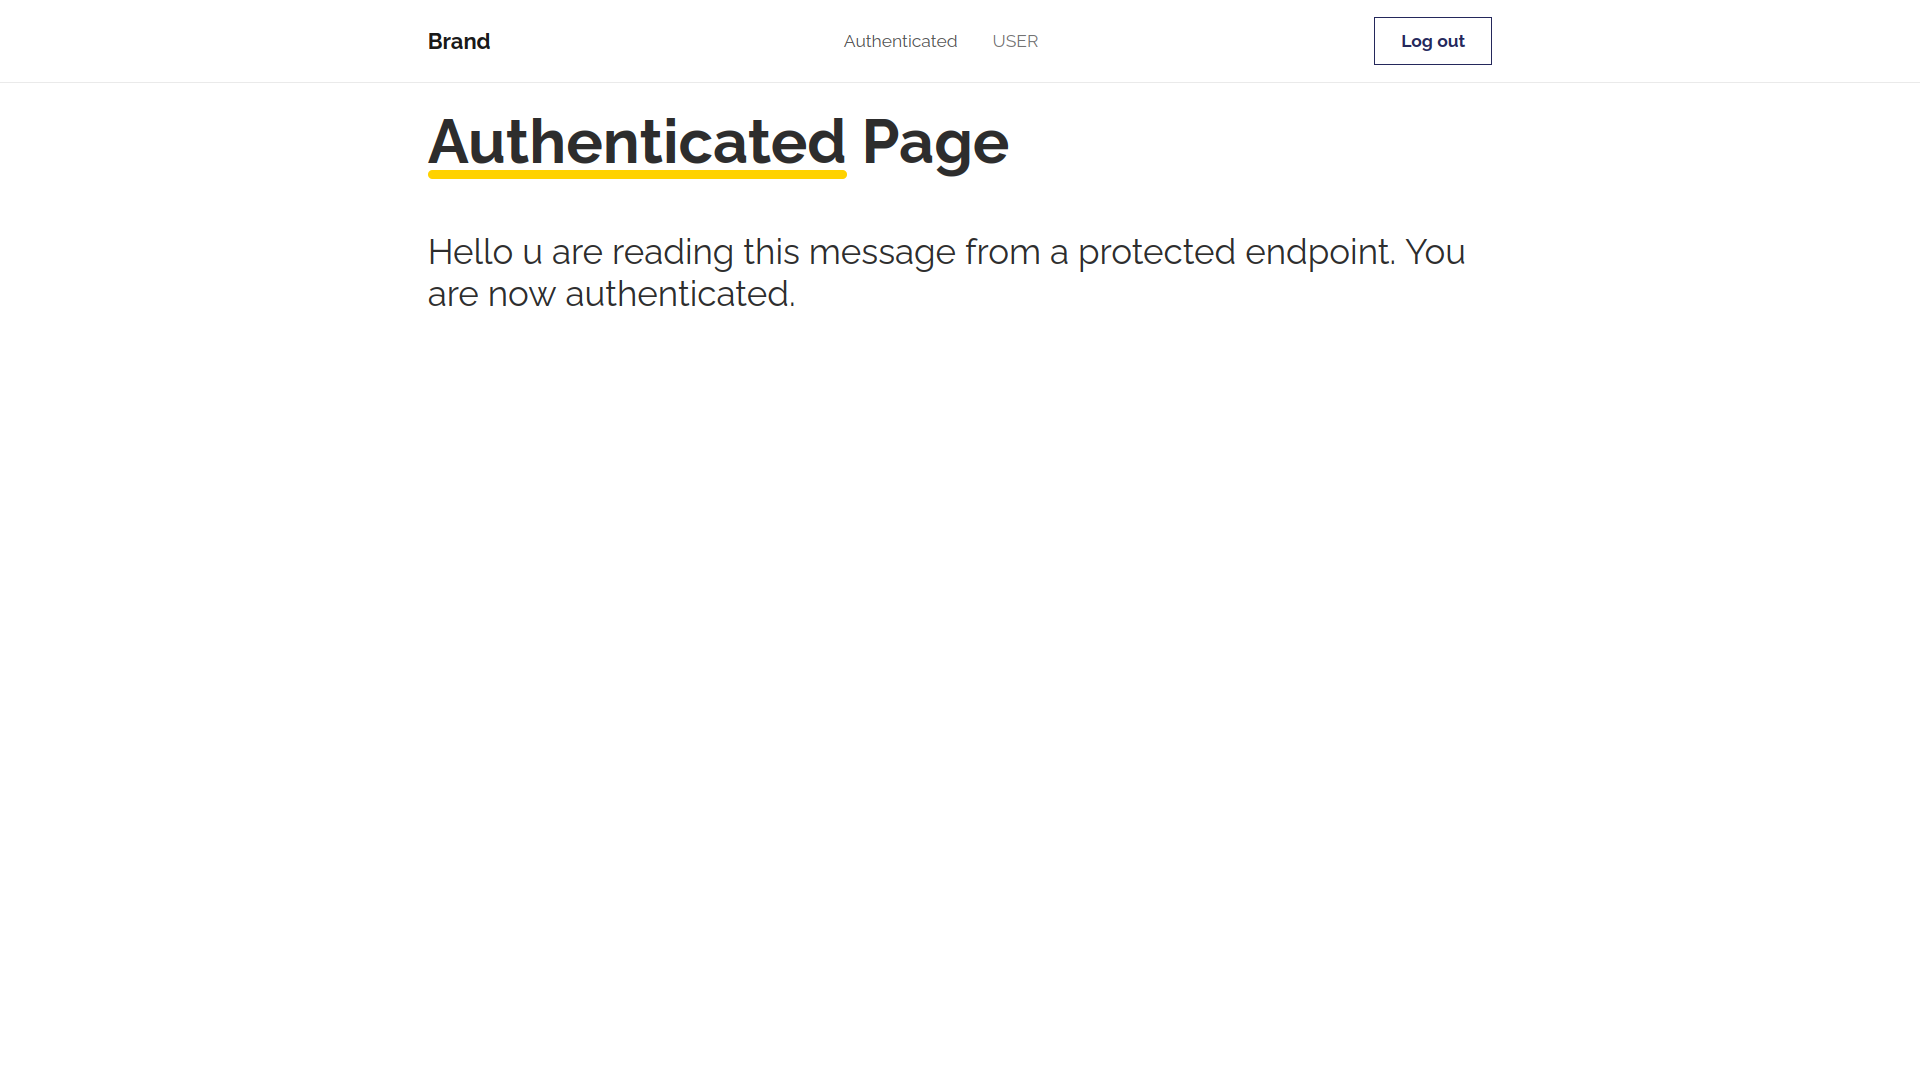 Brand
Authenticated
USER
Log out
Authenticated Page
Hello u are reading this message from a protected endpoint. You
are now authenticated.